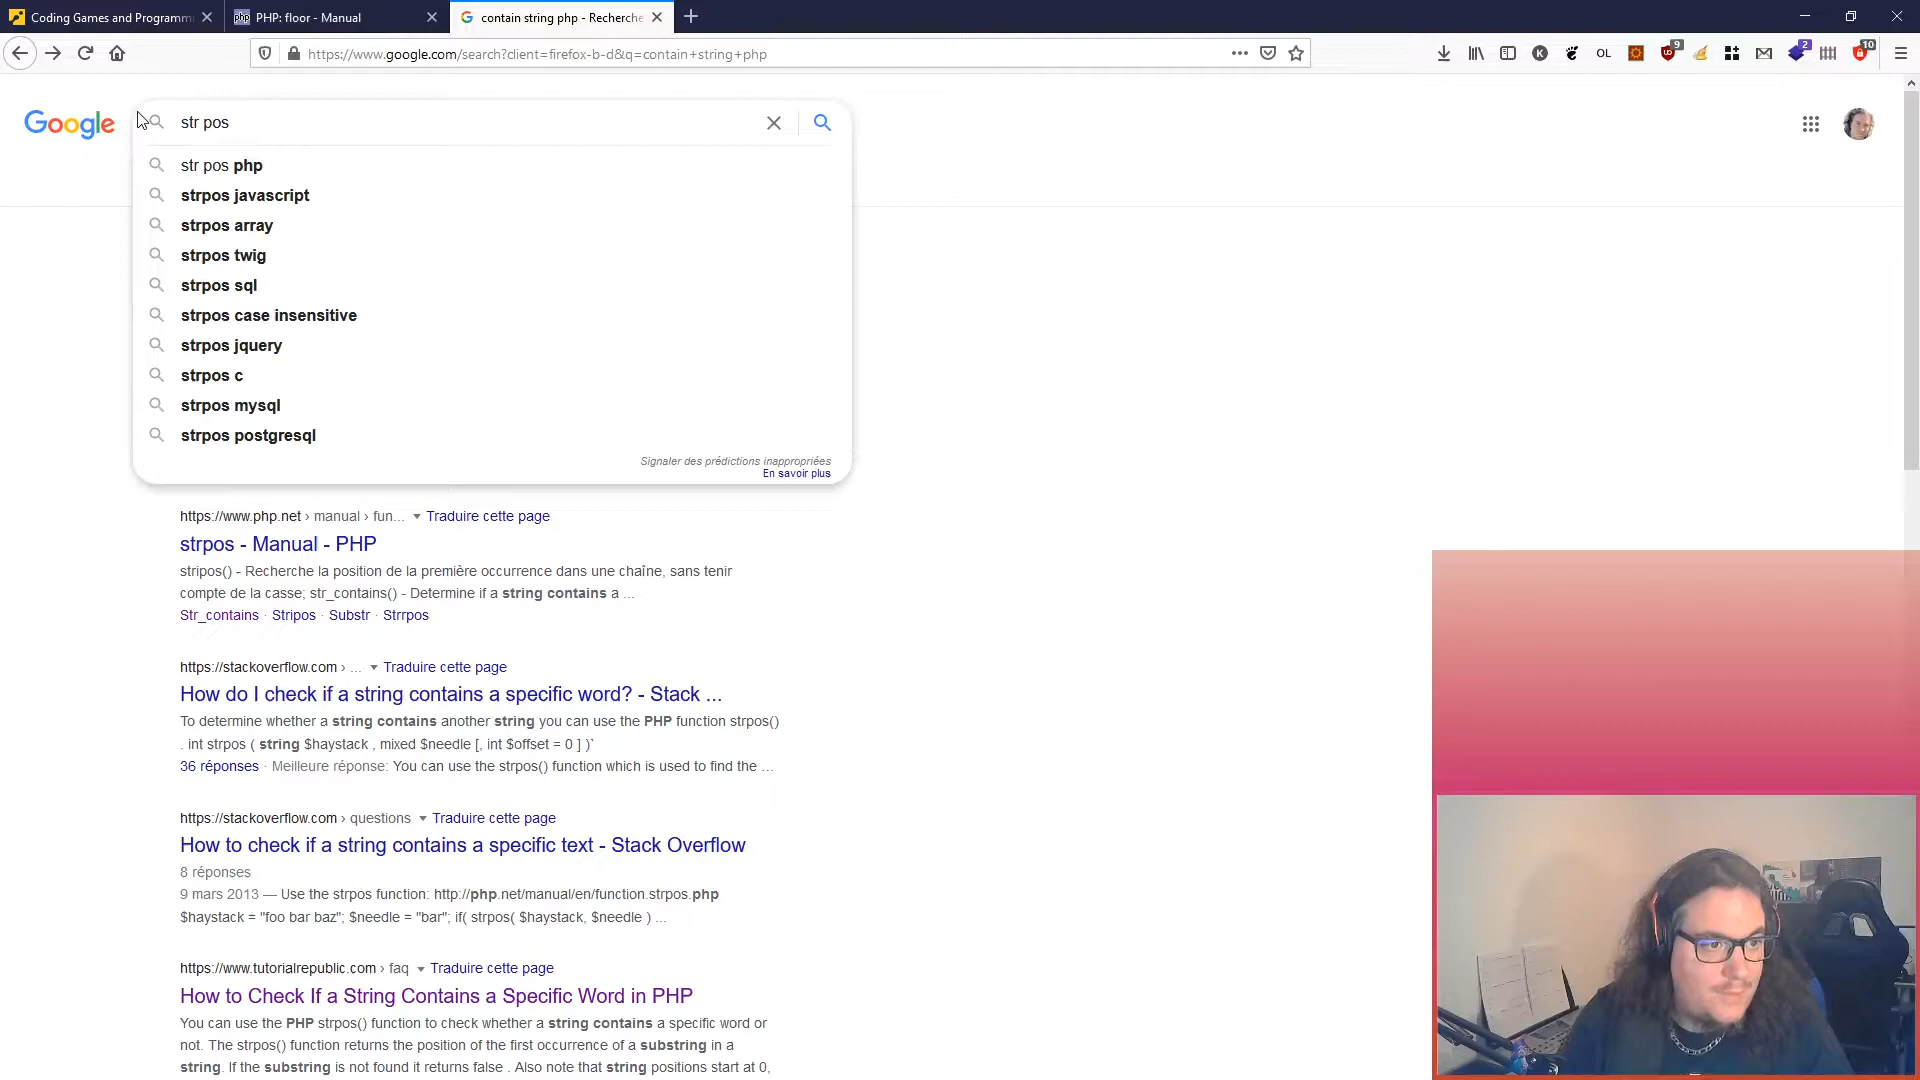 Coding Games and Programm
PHP: floor - Manual
contain string php - Recherche
https://www.google.com/search?client=firefox-b-d&q=contain+string+php
OL
9
2
10
Google
str pos
str pos php
strpos javascript
strpos array
strpos twig
strpos sql
strpos case insensitive
strpos jquery
strpos c
strpos mysql
strpos postgresql
Signaler des prédictions inappropriées
En savoir plus
https://www.php.net › manual › fun... Traduire cette page
strpos - Manual - PHP
stripos() - Recherche la position de la première occurrence dans une chaîne, sans tenir
compte de la casse; str_contains() - Determine if a string contains a ...
Str_contains · Stripos · Substr · Strrpos
https://stackoverflow.com › ... Traduire cette page
How do I check if a string contains a specific word? - Stack ...
To determine whether a string contains another string you can use the PHP function strpos()
. int strpos ( string $haystack , mixed $needle [, int $offset = 0 ] )`
36 réponses · Meilleure réponse: You can use the strpos() function which is used to find the ...
https://stackoverflow.com › questions Traduire cette page
How to check if a string contains a specific text - Stack Overflow
8 réponses
9 mars 2013 — Use the strpos function: http://php.net/manual/en/function.strpos.php
$haystack = "foo bar baz"; $needle = "bar"; if( strpos( $haystack, $needle ) ...
https://www.tutorialrepublic.com › faq Traduire cette page
How to Check If a String Contains a Specific Word in PHP
You can use the PHP strpos() function to check whether a string contains a specific word or
not. The strpos() function returns the position of the first occurrence of a substring in a
string. If the substring is not found it returns false . Also note that string positions start at 0,